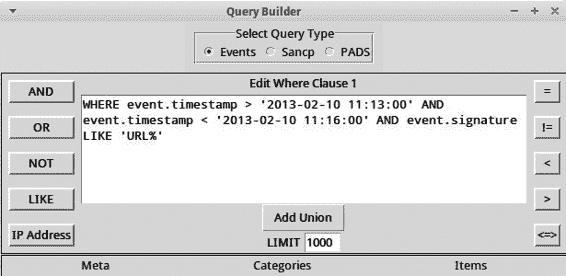 Query Builder
Select Query Type
Events Sancp PADS
Edit Where Clause 1
AND
OR
NOT
LIKE
IP Address
WHERE event.timestamp > '2013-02-10 11:13:00' AND
event.timestamp < '2013-02-10 11:16:00' AND event.signature
LIKE 'URL%'
=
!=
<
>
<=>
Add Union
LIMIT 1000
Meta Categories Items